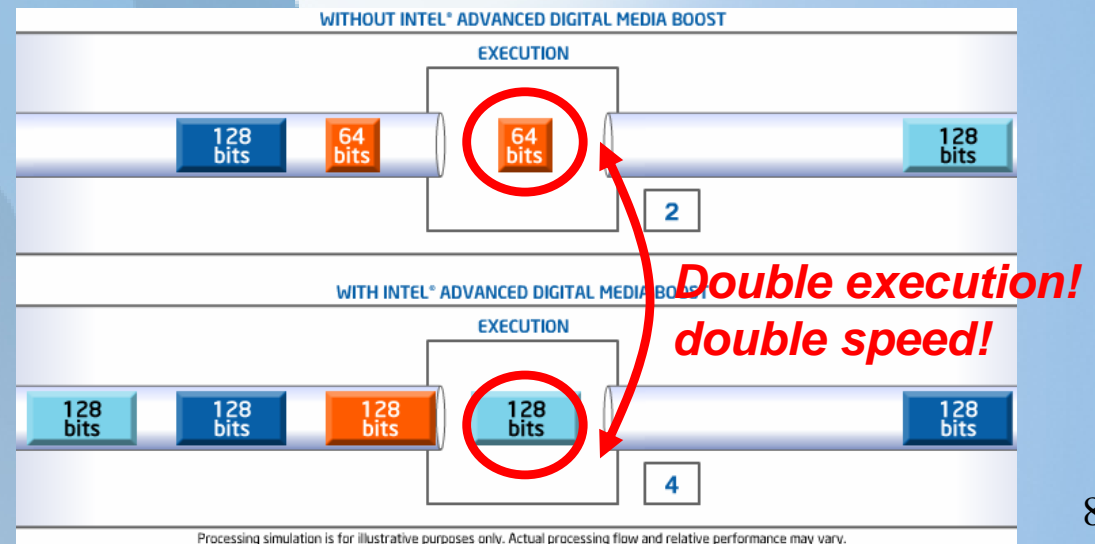 WITHOUT INTEL® ADVANCED DIGITAL MEDIA BOOST
EXECUTION
128 bits
64 bits
64 bits
128 bits
2
WITH INTEL® ADVANCED DIGITAL MEDIA BOOST
Double execution!
double speed!
EXECUTION
128 bits
128 bits
128 bits
128 bits
128 bits
4
8
Processing simulation is for illustrative purposes only. Actual processing flow and relative performance may vary.